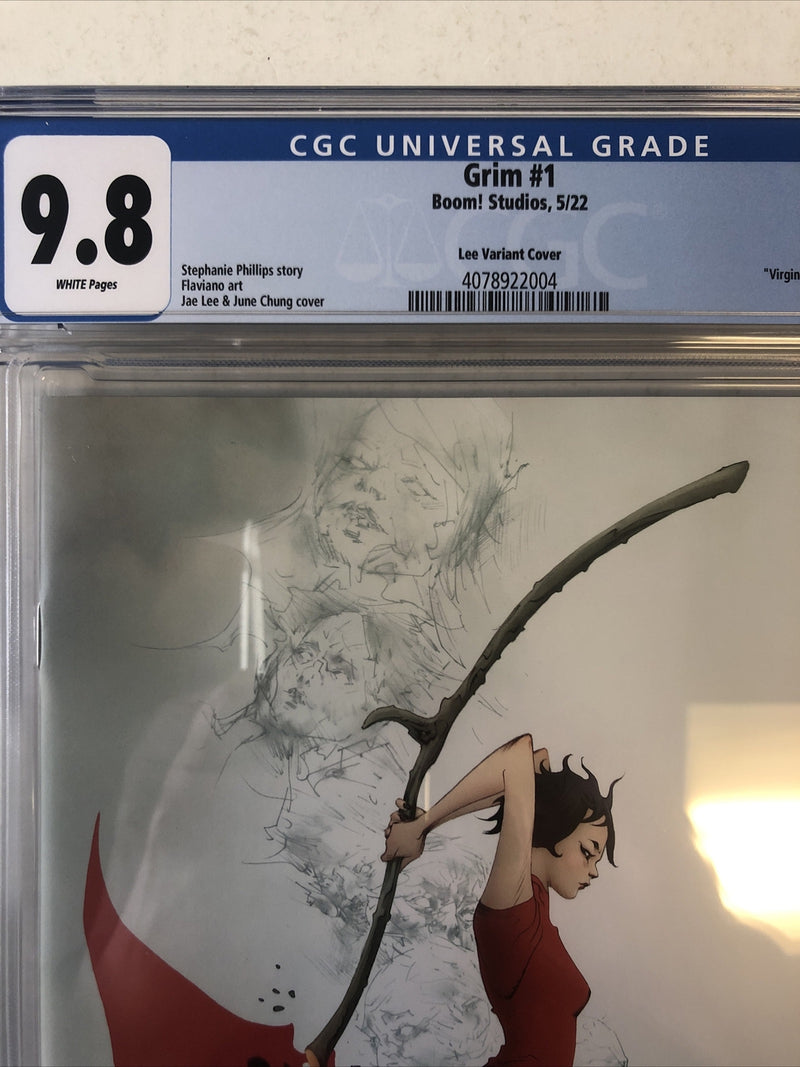 CGC UNIVERSAL GRADE
9.8
WHITE Pages
Grim #1
Boom! Studios, 5/22
Lee Variant Cover
4078922004
Stephanie Phillips story
Flaviano art
Jae Lee & June Chung cover
"Virgin
CGC